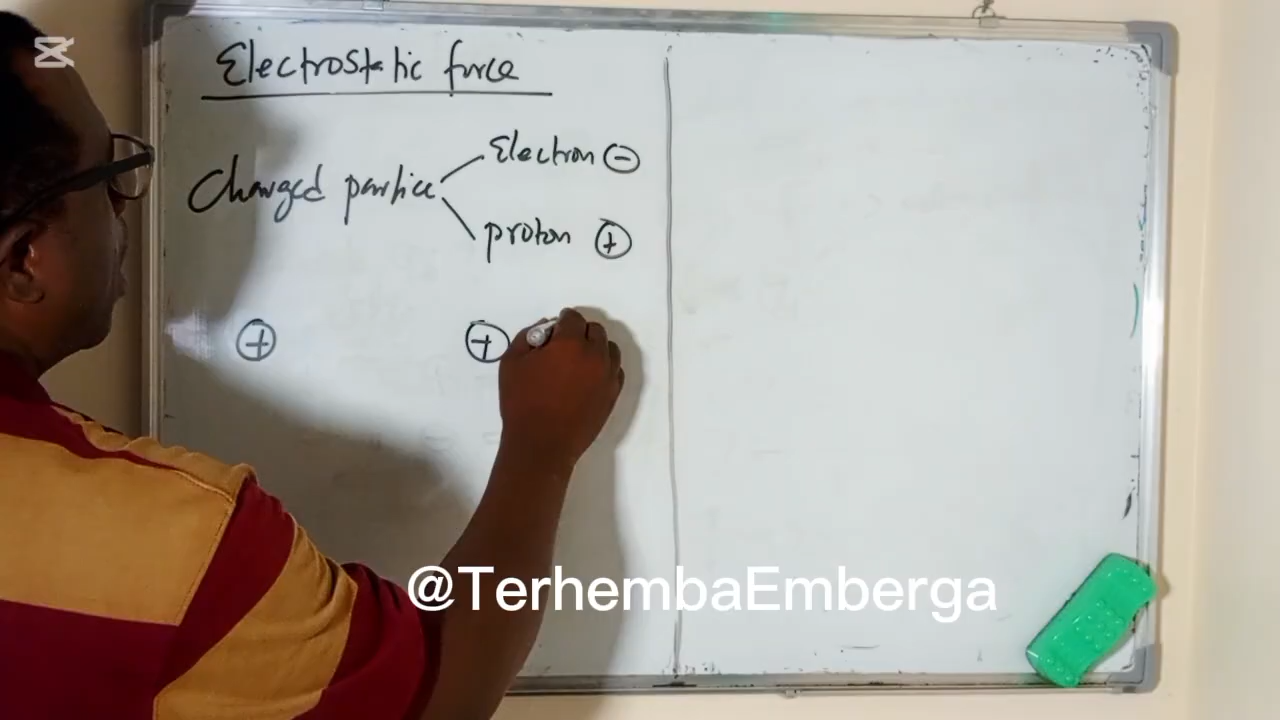 Electrostatic force
Electron ⊖
Charged particle
proton ⊕
⊕ ⊕
@TerhembaEmberga